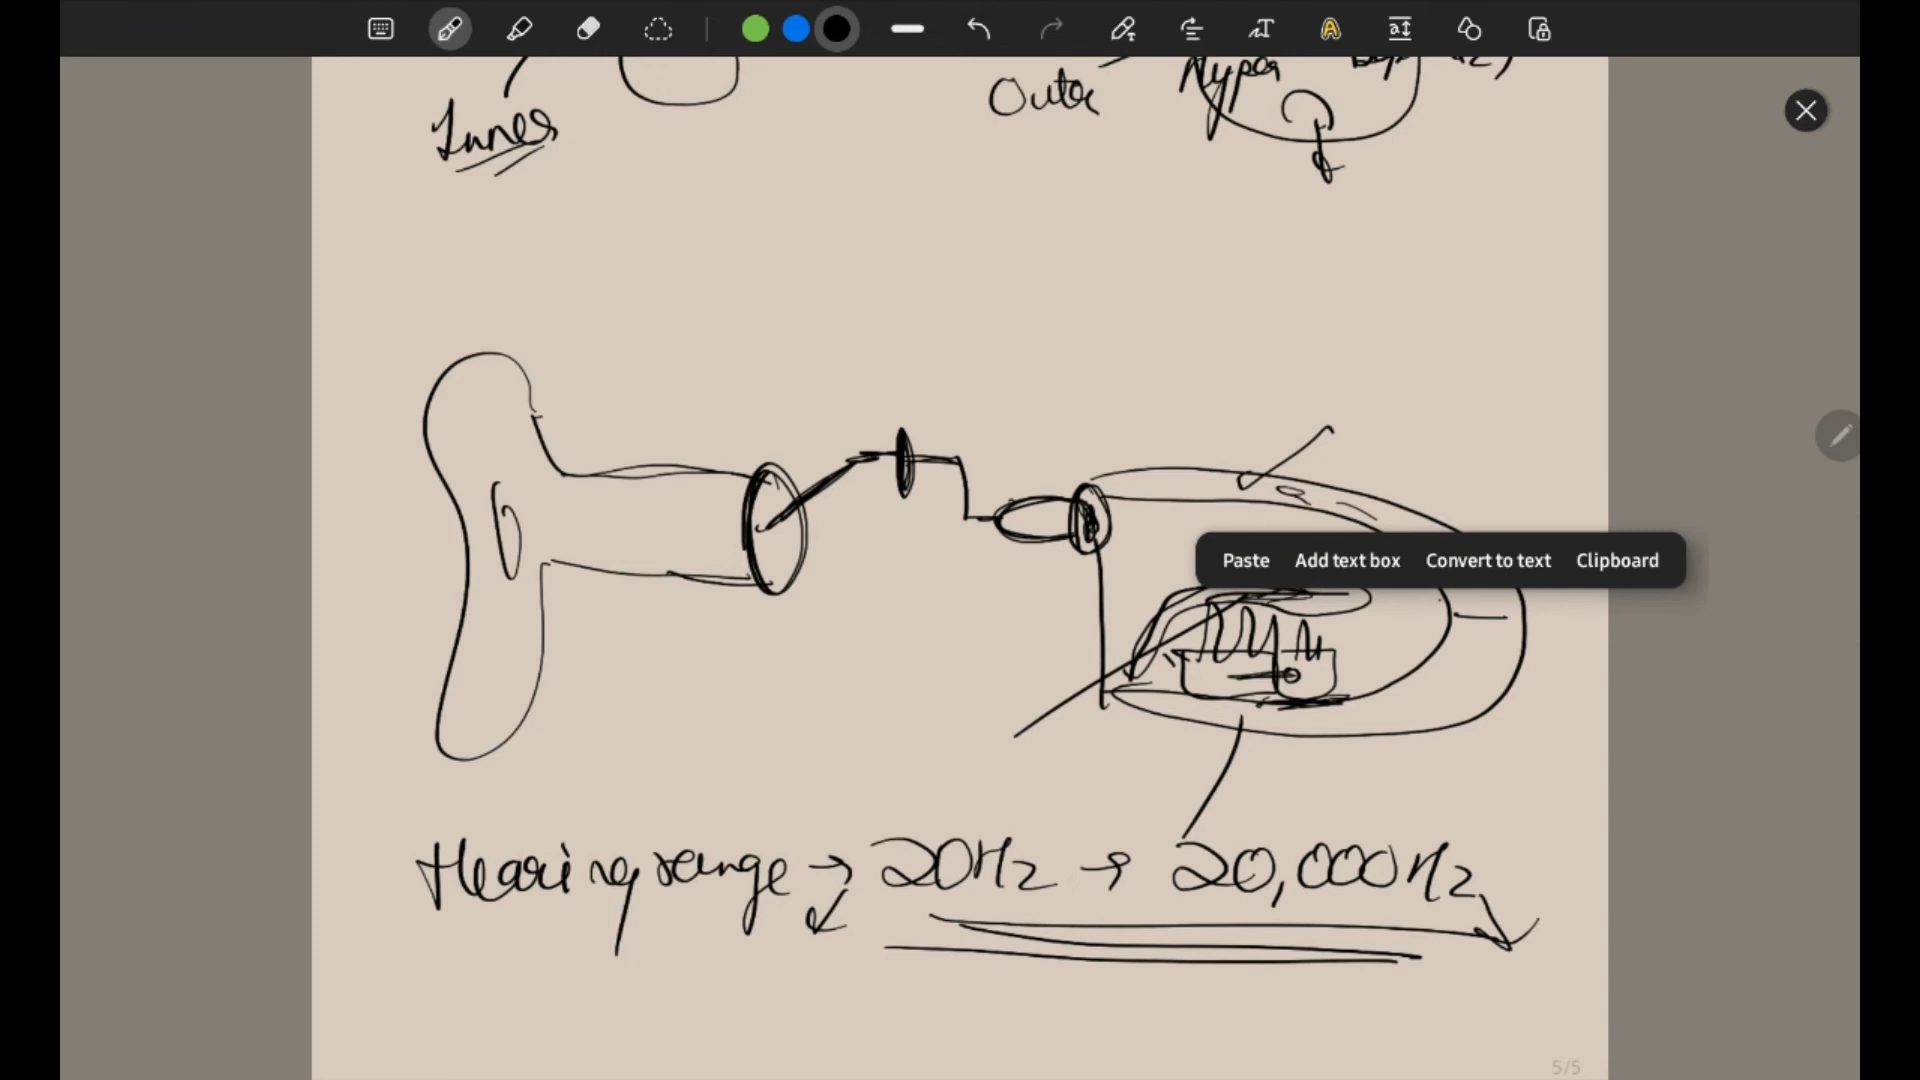 Outer
Hyper
Inner
Paste Add text box Convert to text Clipboard
Hearing range → 20Hz → 20,000Hz
5/5